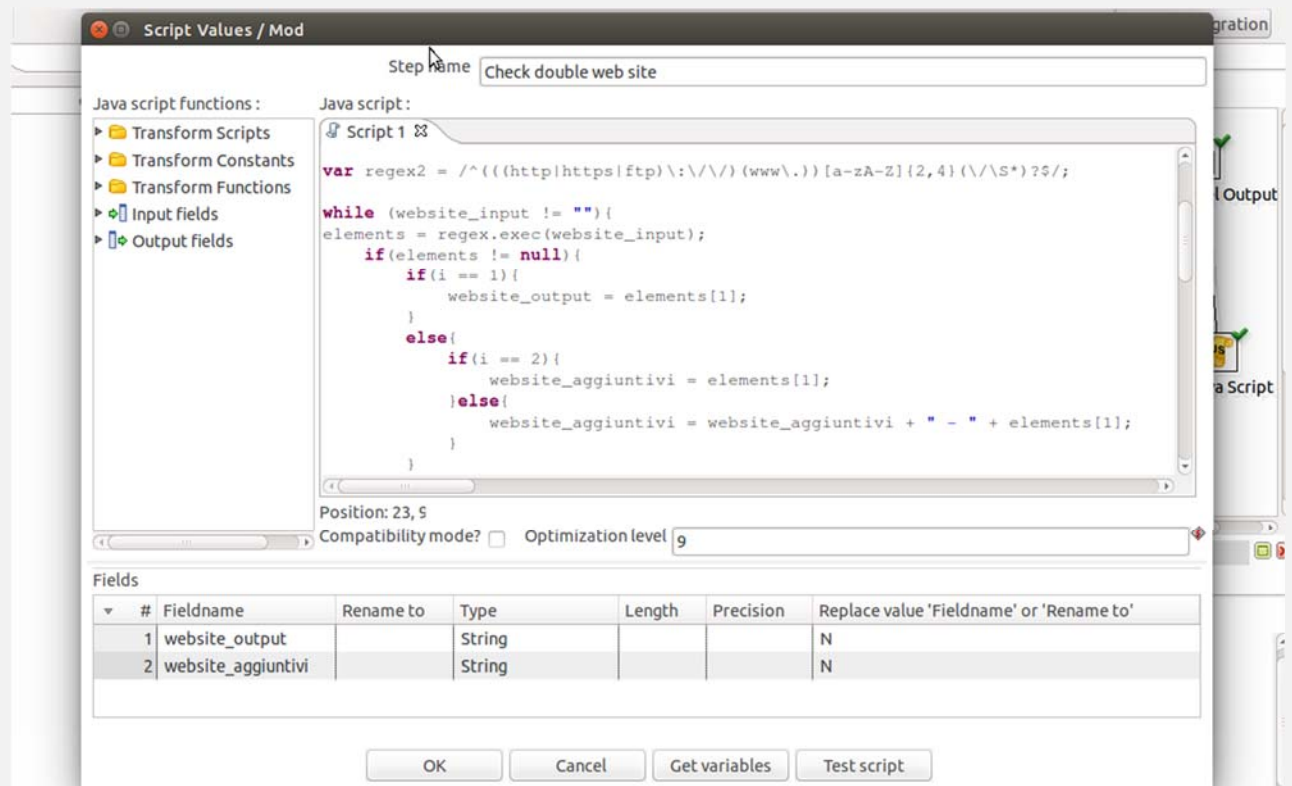 Script Values / Mod
gration
Step name Check double web site
Java script functions :
Java script :
Transform Scripts
Transform Constants
Transform Functions
Input fields
Output fields
Script 1
var regex2 = /^(((http|https|ftp)\:\/\/)(www\.))[a-zA-Z]{2,4}(\/\S*)?$/;
while (website_input != ""){
elements = regex.exec(website_input);
if(elements != null){
if(i == 1){
website_output = elements[1];
}
else{
if(i == 2){
website_aggiuntivi = elements[1];
}else{
website_aggiuntivi = website_aggiuntivi + " - " + elements[1];
}
}
l Output
a Script
Position: 23, 9
Compatibility mode? Optimization level 9
Fields
# Fieldname Rename to Type Length Precision Replace value 'Fieldname' or 'Rename to'
1 website_output String N
2 website_aggiuntivi String N
OK Cancel Get variables Test script